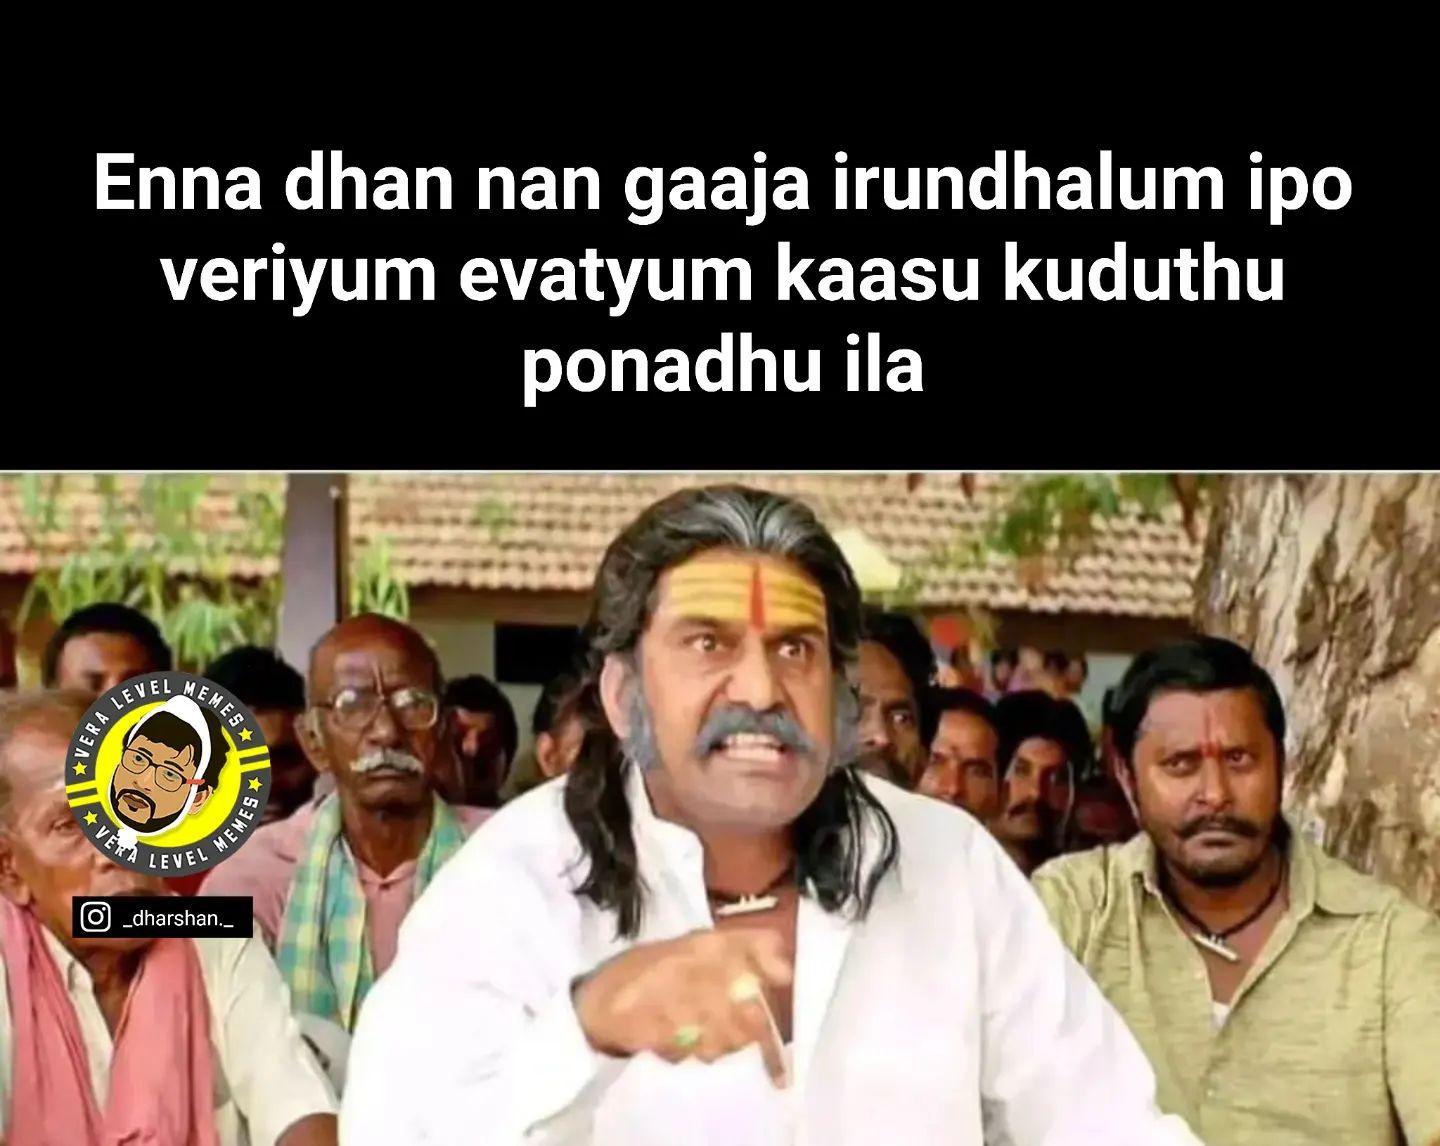 Enna dhan nan gaaja irundhalum ipo
veriyum evatyum kaasu kuduthu
ponadhu ila
VERA LEVEL MEMES
VERA LEVEL MEMES
_dharshan._